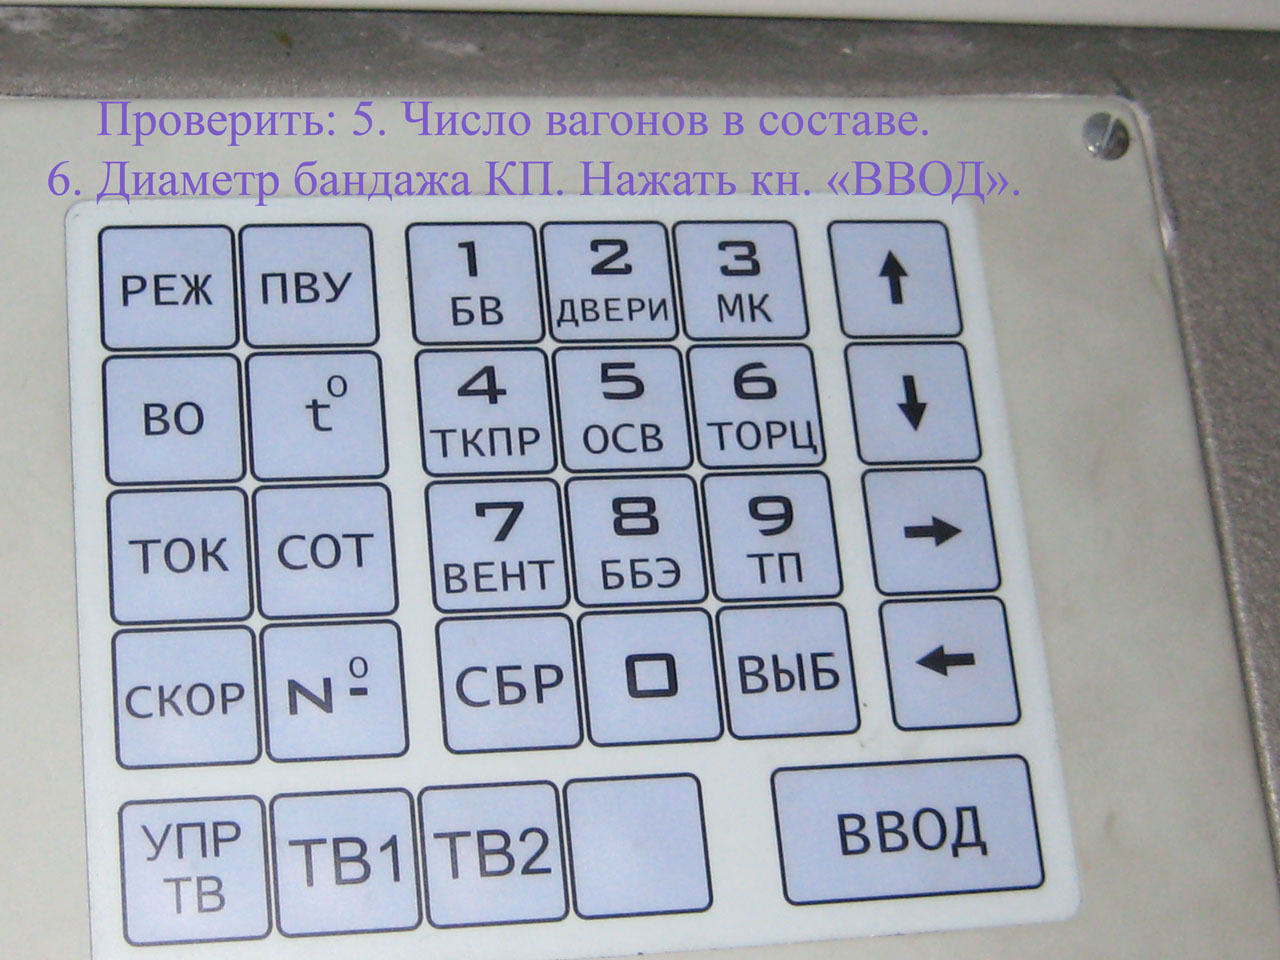 Проверить: 5. Число вагонов в составе.
6. Диаметр бандажа КП. Нажать кн. «ВВОД».
РЕЖ ПВУ 1 2 3 ↑
БВ ДВЕРИ МК
ВО t° 4 5 6 ↓
ТКПР ОСВ ТОРЦ
ТОК СОТ 7 8 9 →
ВЕНТ ББЭ ТП
СКОР № СБР 0 ВЫБ ←
УПР ТВ1 ТВ2 ВВОД
ТВ